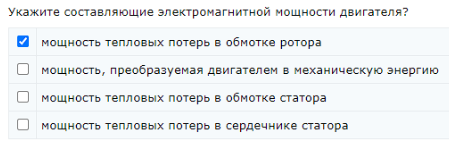 Укажите составляющие электромагнитной мощности двигателя?
мощность тепловых потерь в обмотке ротора
мощность, преобразуемая двигателем в механическую энергию
мощность тепловых потерь в обмотке статора
мощность тепловых потерь в сердечнике статора